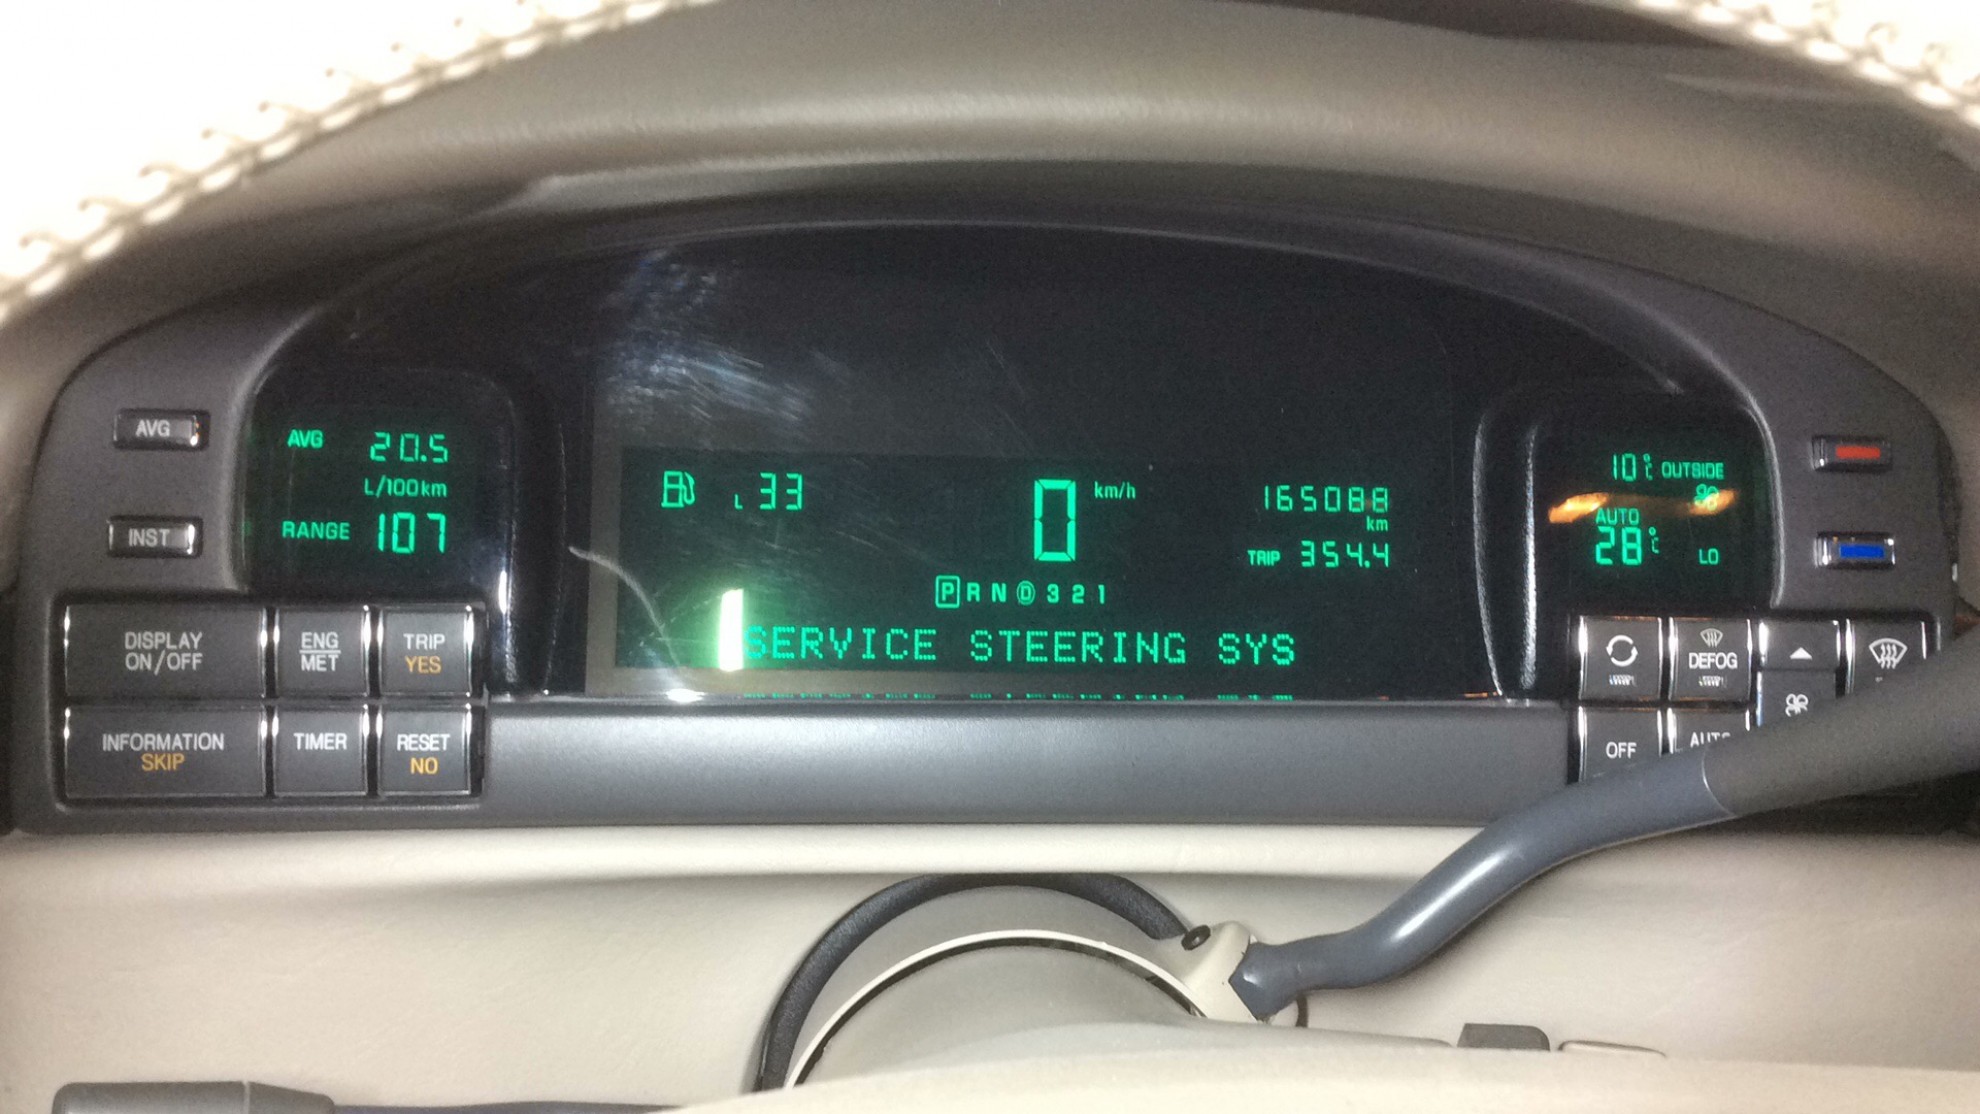 AVG
INST
DISPLAY
ON/OFF
ENG
MET
TRIP
YES
INFORMATION
SKIP
TIMER
RESET
NO
AVG 20.5
L/100km
RANGE 107
L 33
0 km/h
165088
km
TRIP 354.4
P R N D 3 2 1
SERVICE STEERING SYS
10°C OUTSIDE
AUTO
28°C LO
DEFOG
OFF
AUTO